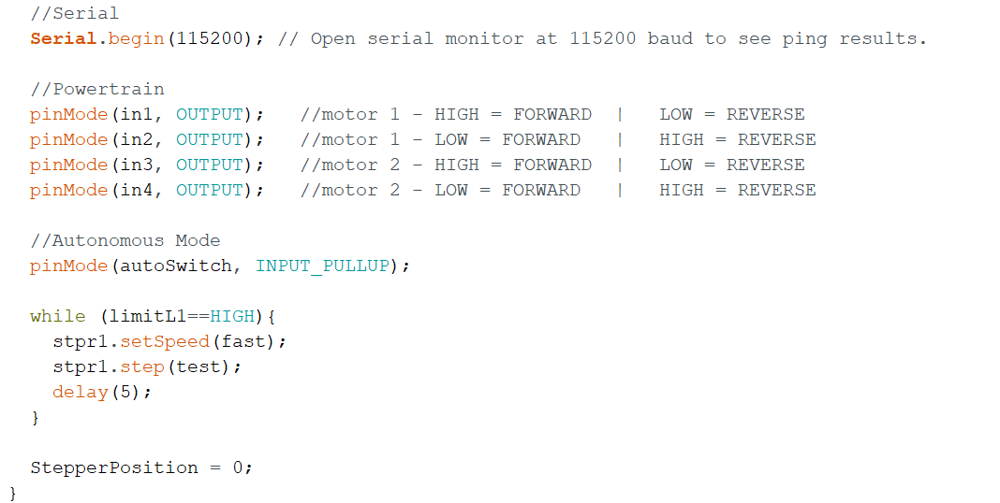 //Serial
Serial.begin(115200); // Open serial monitor at 115200 baud to see ping results.
//Powertrain
pinMode(in1, OUTPUT); //motor 1 - HIGH = FORWARD | LOW = REVERSE
pinMode(in2, OUTPUT); //motor 1 - LOW = FORWARD | HIGH = REVERSE
pinMode(in3, OUTPUT); //motor 2 - HIGH = FORWARD | LOW = REVERSE
pinMode(in4, OUTPUT); //motor 2 - LOW = FORWARD | HIGH = REVERSE
//Autonomous Mode
pinMode(autoSwitch, INPUT_PULLUP);
while (limitL1==HIGH){
stpr1.setSpeed(fast);
stpr1.step(test);
delay(5);
}
StepperPosition = 0;
}